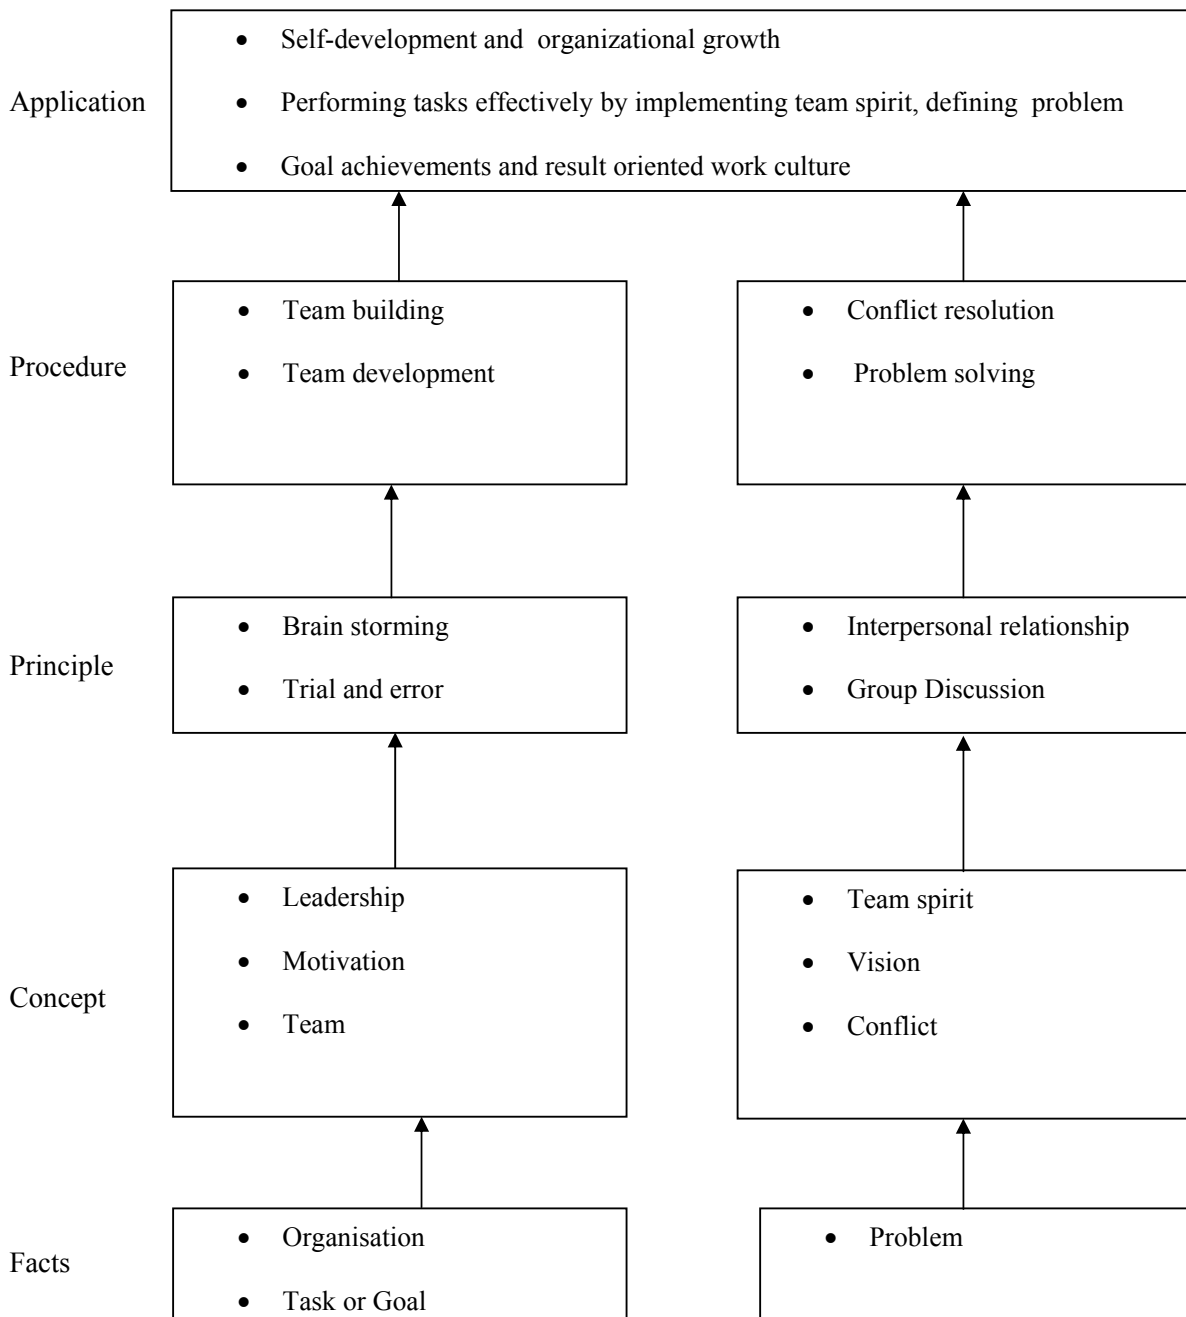 • Self-development and organizational growth
Application
• Performing tasks effectively by implementing team spirit, defining problem
• Goal achievements and result oriented work culture
Procedure
• Team building
• Team development
• Conflict resolution
• Problem solving
Principle
• Brain storming
• Trial and error
• Interpersonal relationship
• Group Discussion
Concept
• Leadership
• Motivation
• Team
• Team spirit
• Vision
• Conflict
Facts
• Organisation
• Task or Goal
• Problem